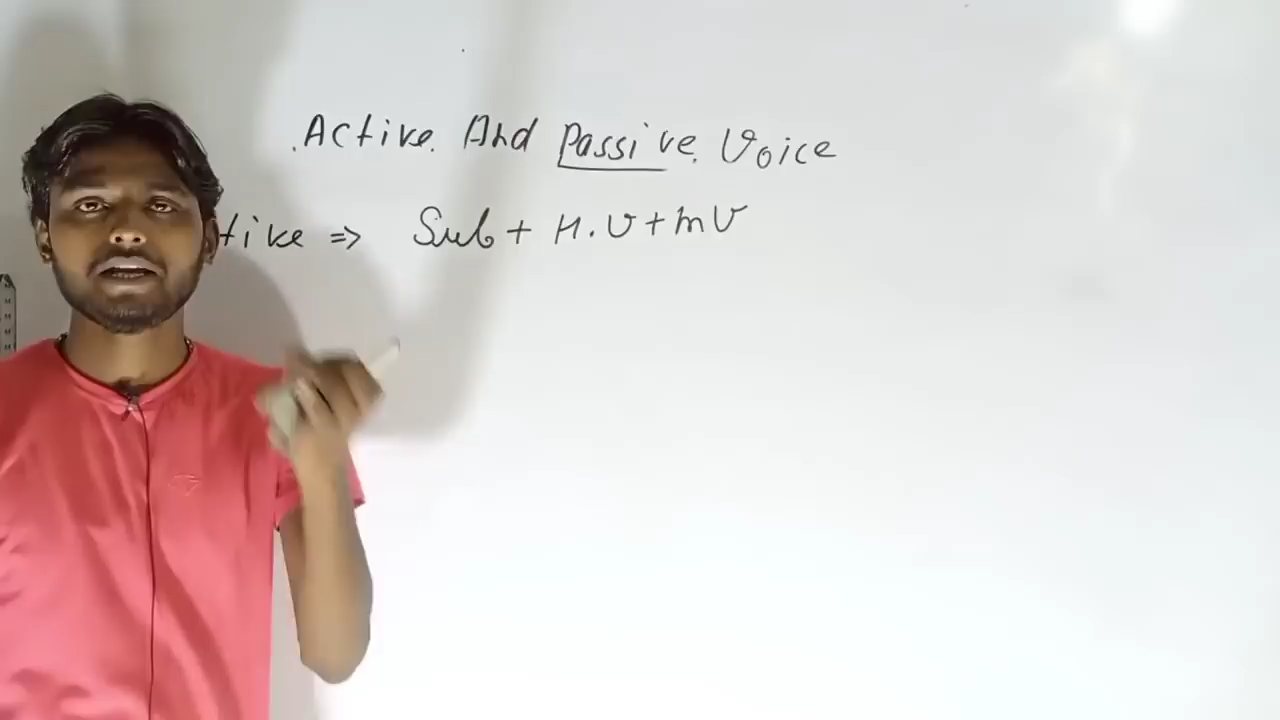 Active And Passive Voice
tive ⇒ Sub + H.V + mV